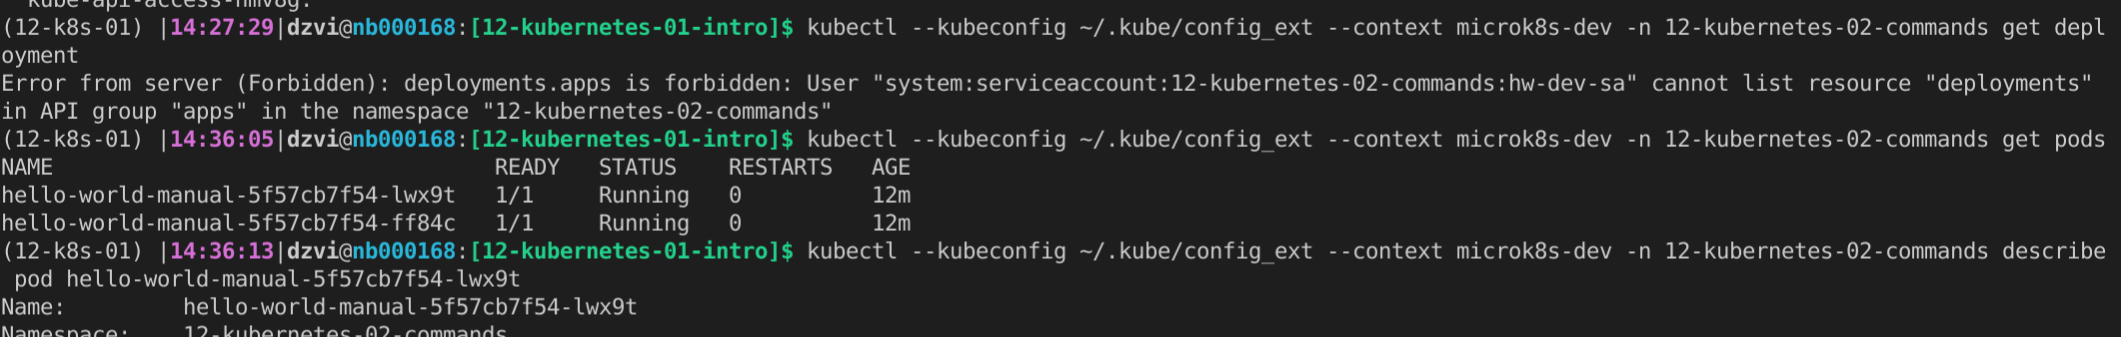 kube-api-access-nmv8g:
(12-k8s-01) |14:27:29|dzvi@nb000168:[12-kubernetes-01-intro]$ kubectl --kubeconfig ~/.kube/config_ext --context microk8s-dev -n 12-kubernetes-02-commands get depl
oyment
Error from server (Forbidden): deployments.apps is forbidden: User "system:serviceaccount:12-kubernetes-02-commands:hw-dev-sa" cannot list resource "deployments"
in API group "apps" in the namespace "12-kubernetes-02-commands"
(12-k8s-01) |14:36:05|dzvi@nb000168:[12-kubernetes-01-intro]$ kubectl --kubeconfig ~/.kube/config_ext --context microk8s-dev -n 12-kubernetes-02-commands get pods
NAME READY STATUS RESTARTS AGE
hello-world-manual-5f57cb7f54-lwx9t 1/1 Running 0 12m
hello-world-manual-5f57cb7f54-ff84c 1/1 Running 0 12m
(12-k8s-01) |14:36:13|dzvi@nb000168:[12-kubernetes-01-intro]$ kubectl --kubeconfig ~/.kube/config_ext --context microk8s-dev -n 12-kubernetes-02-commands describe
pod hello-world-manual-5f57cb7f54-lwx9t
Name: hello-world-manual-5f57cb7f54-lwx9t
Namespace: 12-kubernetes-02-commands